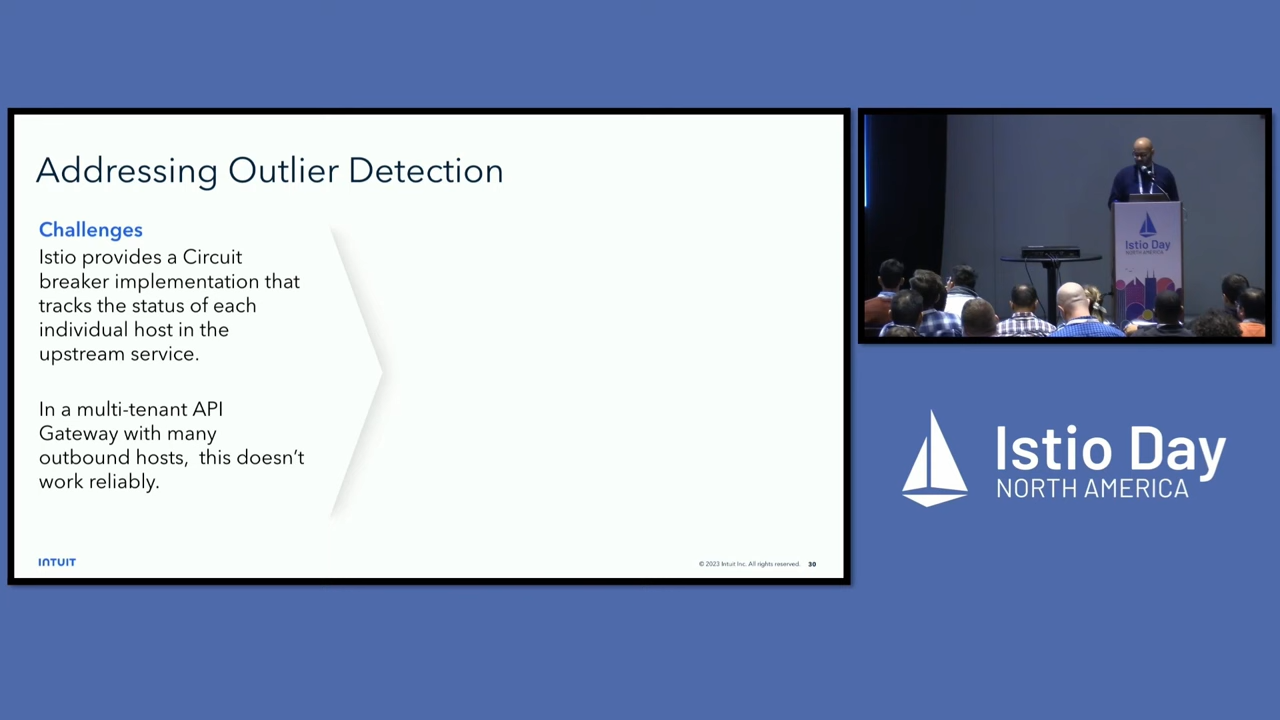 Addressing Outlier Detection
Challenges
Istio provides a Circuit
breaker implementation that
tracks the status of each
individual host in the
upstream service.
In a multi-tenant API
Gateway with many
outbound hosts,  this doesn't
work reliably.
INTUIT
© 2023 Intuit Inc. All rights reserved. 30
Istio Day
NORTH AMERICA
Istio Day
NORTH AMERICA